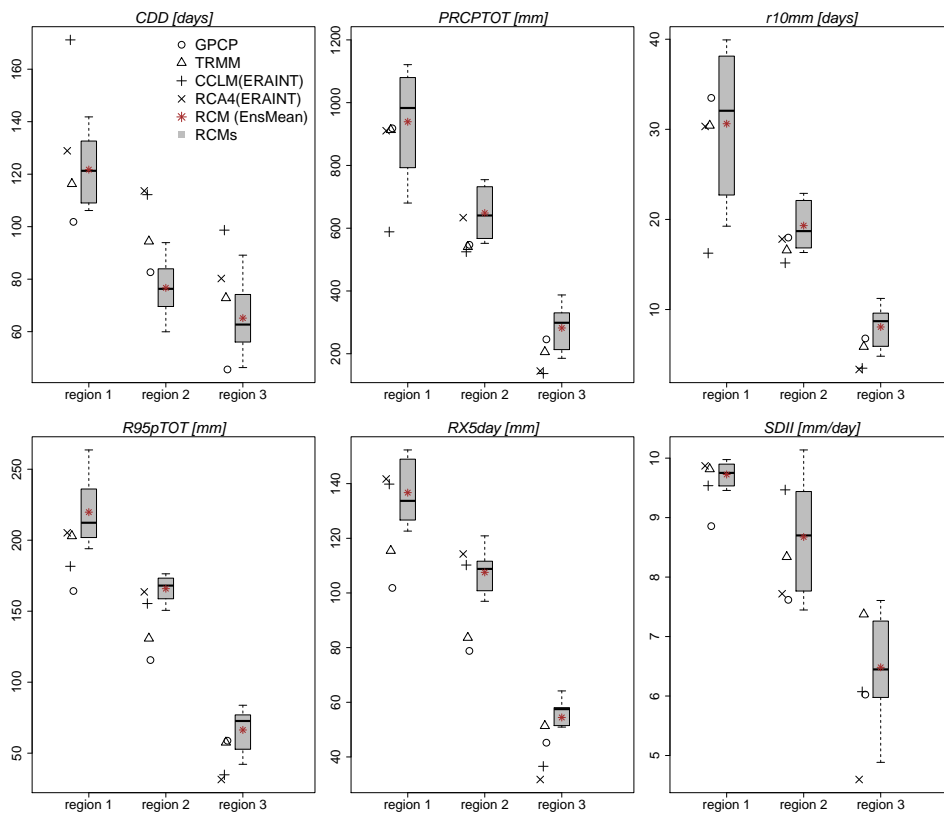 CDD [days]
160
140
120
100
80
60
GPCP
TRMM
CCLM(ERAINT)
RCA4(ERAINT)
RCM (EnsMean)
RCMs
region 1 region 2 region 3
PRCPTOT [mm]
1200
1000
800
600
400
200
region 1 region 2 region 3
r10mm [days]
40
30
20
10
region 1 region 2 region 3
R95pTOT [mm]
250
200
150
100
50
region 1 region 2 region 3
RX5day [mm]
140
120
100
80
60
40
region 1 region 2 region 3
SDII [mm/day]
10
9
8
7
6
5
region 1 region 2 region 3